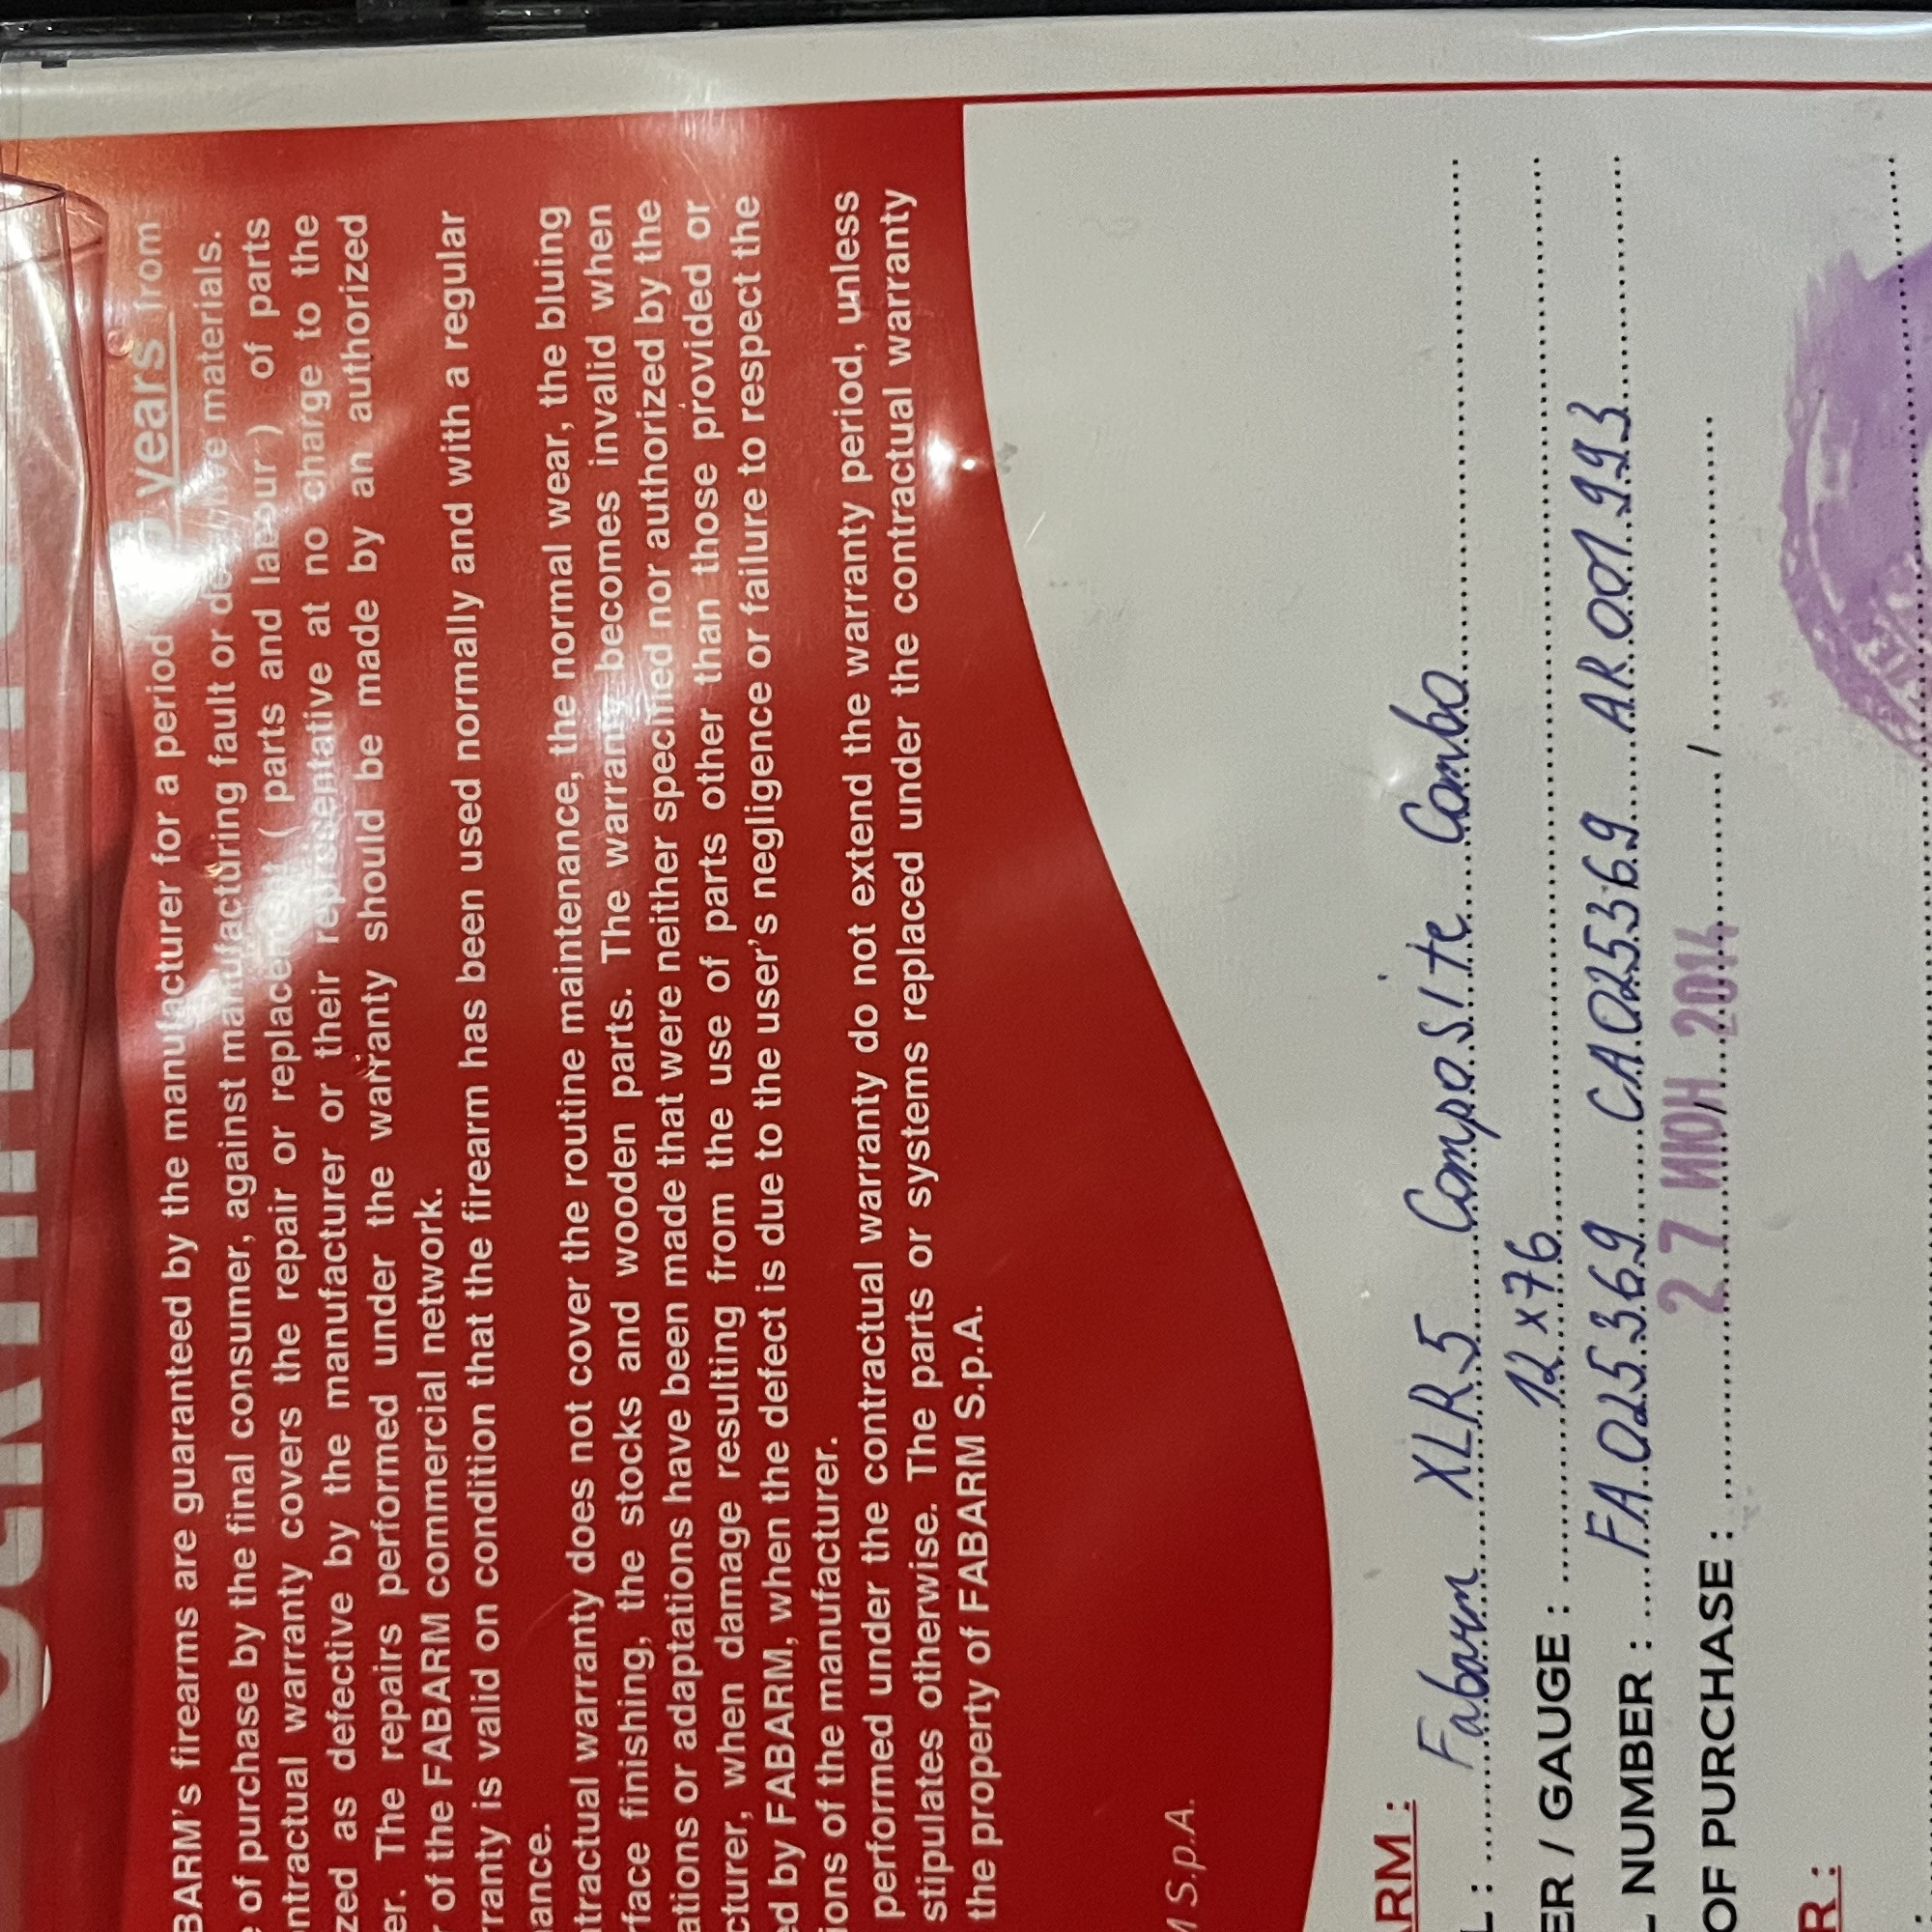 BARM's firearms are guaranteed by the manufacturer for a period years from
of purchase by the final consumer, against manufacturing fault or materials.
ntractual warranty covers the repair or replacement ( parts and labour ) of parts
zed as defective by the manufacturer or their representative at no charge to the
er. The repairs performed under the warranty should be made by an authorized
of the FABARM commercial network.
rranty is valid on condition that the firearm has been used normally and with a regular
ance.
tractual warranty does not cover the routine maintenance, the normal wear, the bluing
rface finishing, the stocks and wooden parts. The warranty becomes invalid when
ations or adaptations have been made that were neither specified nor authorized by the
cturer, when damage resulting from the use of parts other than those provided or
ed by FABARM, when the defect is due to the user's negligence or failure to respect the
ions of the manufacturer.
performed under the contractual warranty do not extend the warranty period, unless
stipulates otherwise. The parts or systems replaced under the contractual warranty
the property of FABARM S.p.A.
M S.p.A.
ARM :
L : Fabarm XLR5 Composite Combo
ER / GAUGE : 12x76
L NUMBER : FA025369 CA025369 AR001993
OF PURCHASE : 27 ИЮН 2014 /
R :